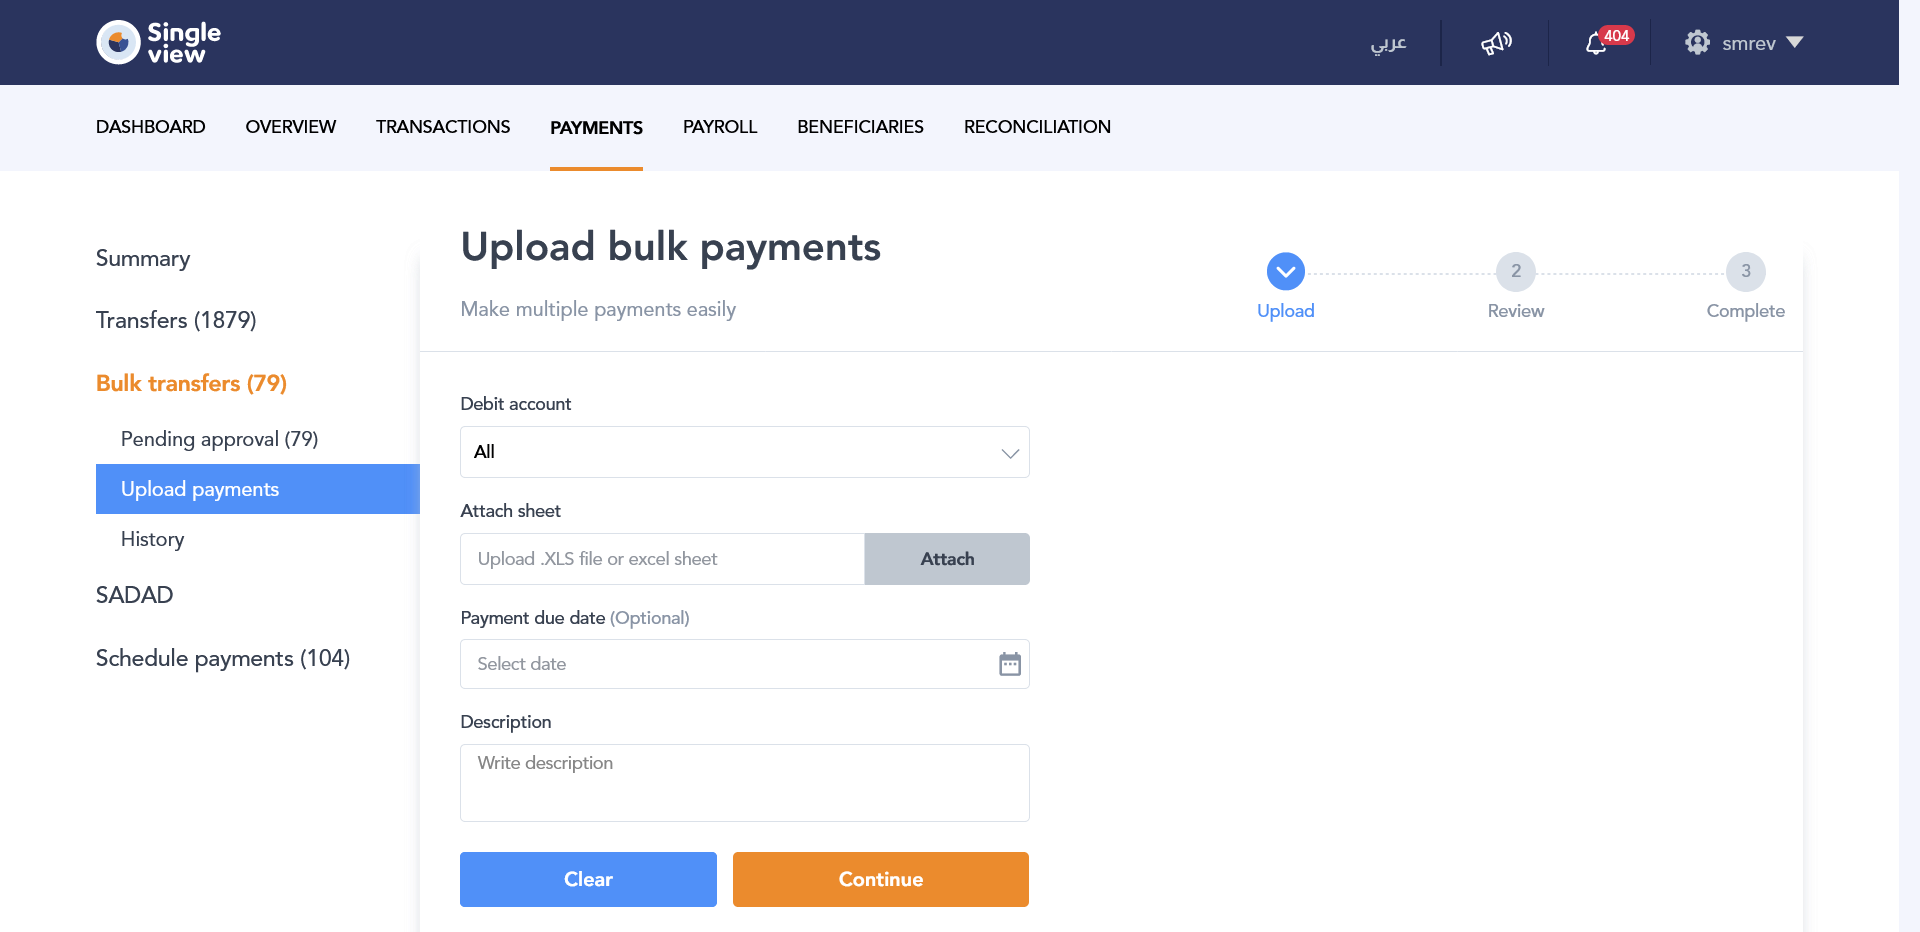 Single
view
عربي
404
smrev
DASHBOARD OVERVIEW TRANSACTIONS PAYMENTS PAYROLL BENEFICIARIES RECONCILIATION
Summary
Transfers (1879)
Bulk transfers (79)
Pending approval (79)
Upload payments
History
SADAD
Schedule payments (104)
Upload bulk payments
Make multiple payments easily
2 3
Upload Review Complete
Debit account
All
Attach sheet
Upload .XLS file or excel sheet Attach
Payment due date (Optional)
Select date
Description
Write description
Clear Continue